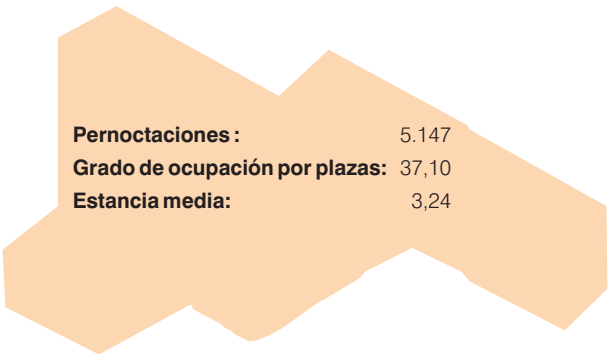 Pernoctaciones : 5.147
Grado de ocupación por plazas: 37,10
Estancia media: 3,24